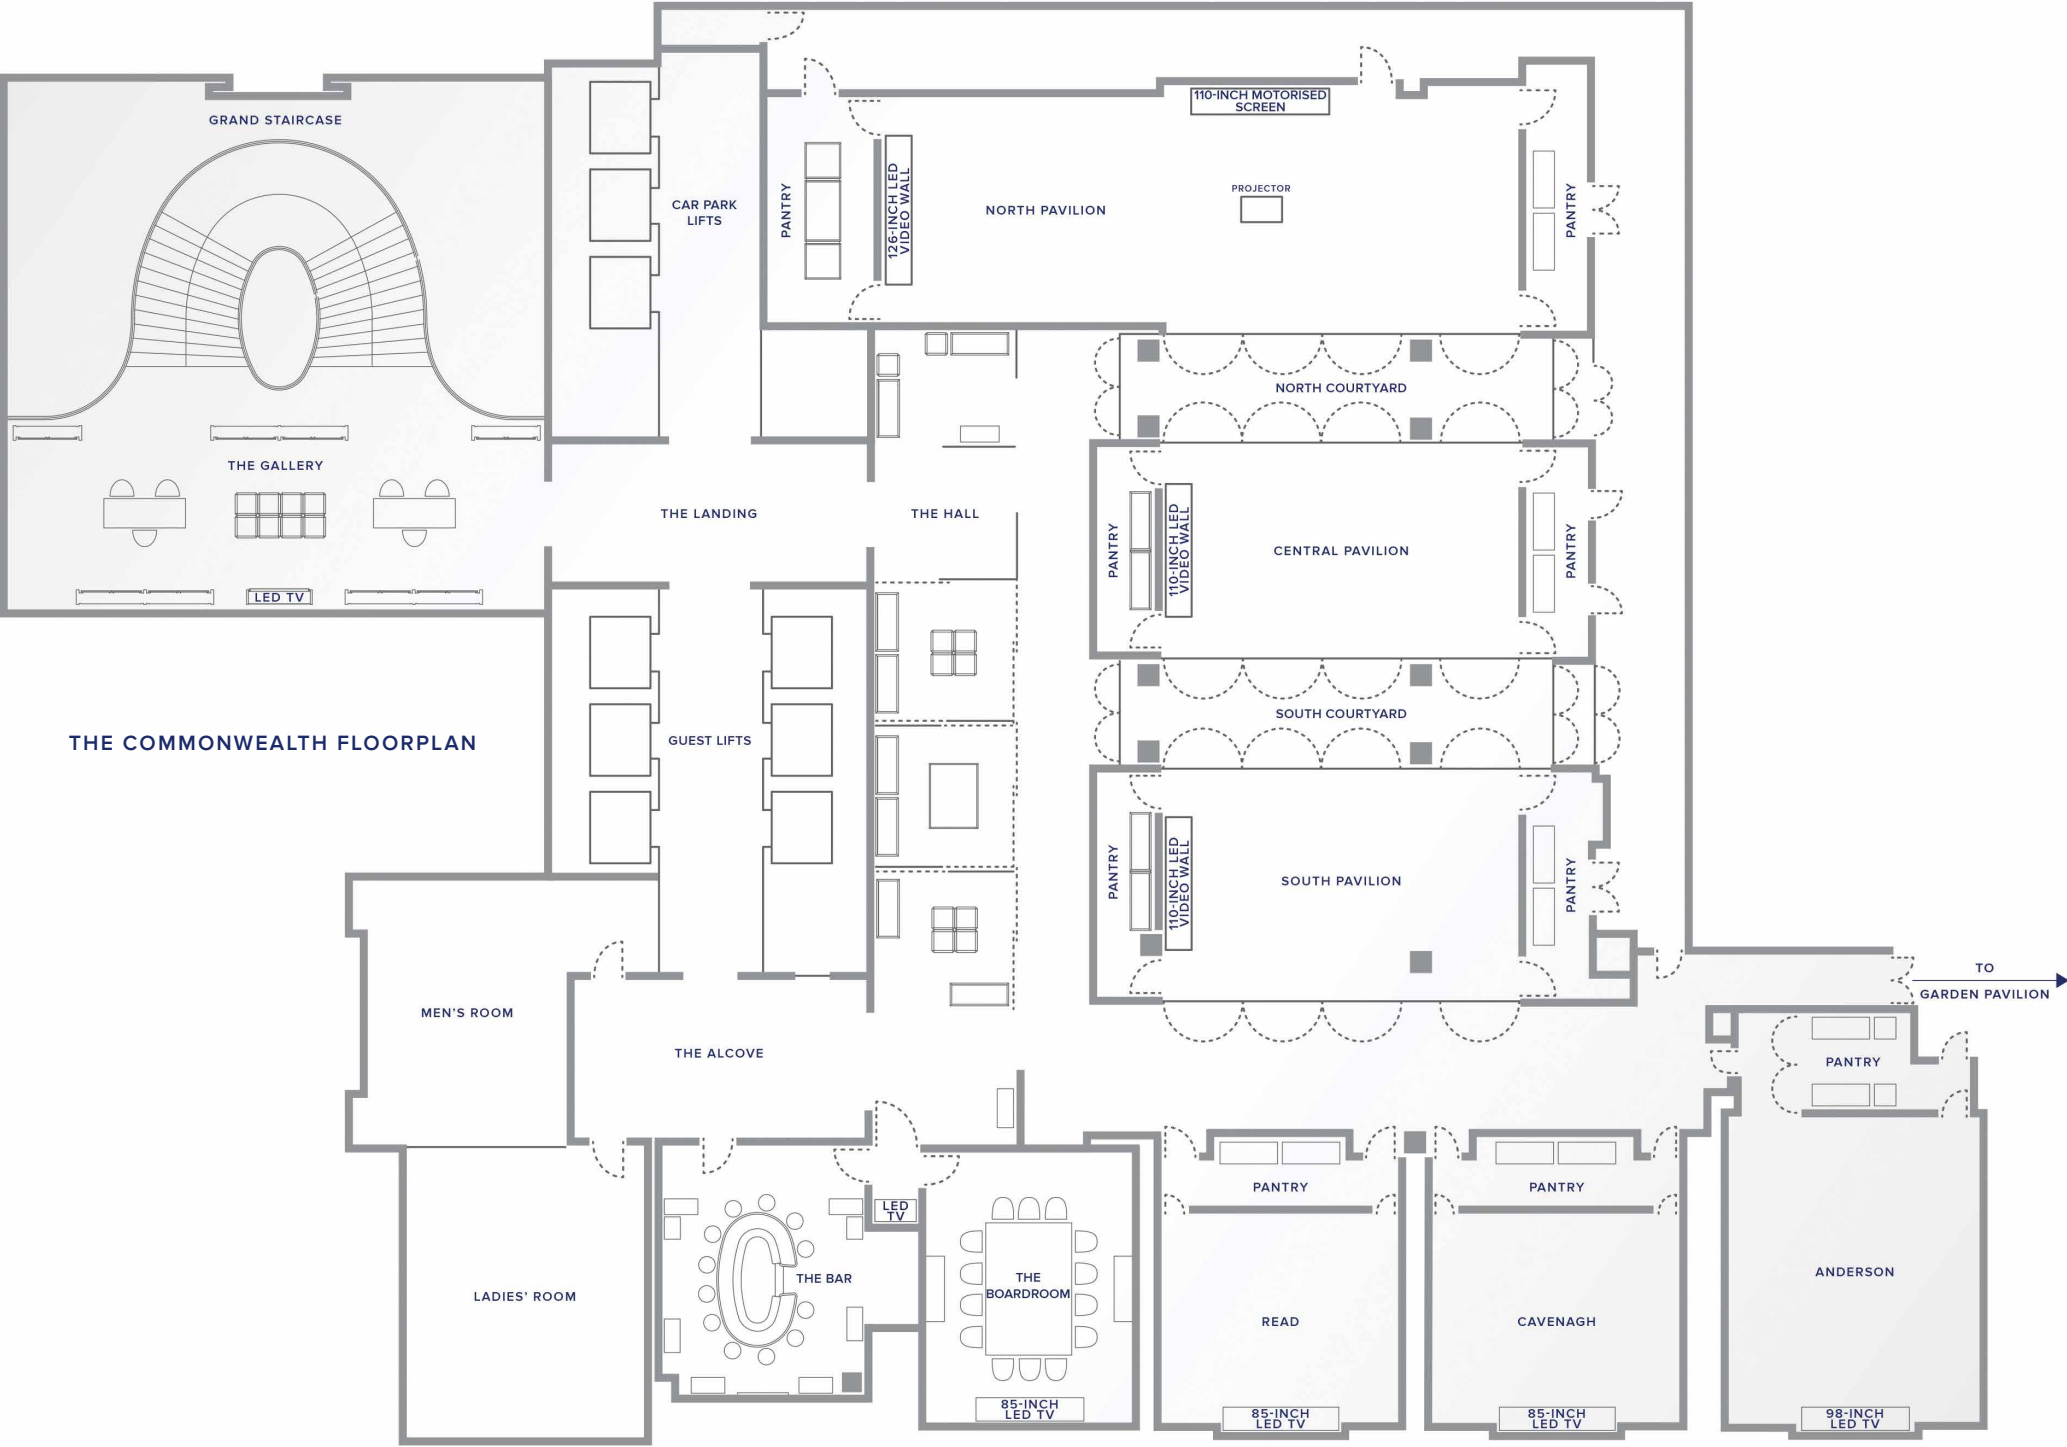 110-INCH MOTORISED
SCREEN
GRAND STAIRCASE
CAR PARK
LIFTS
PANTRY
126-INCH LED
VIDEO WALL
NORTH PAVILION
PROJECTOR
PANTRY
NORTH COURTYARD
THE GALLERY
LED TV
THE LANDING
THE HALL
PANTRY
110-INCH LED
VIDEO WALL
CENTRAL PAVILION
PANTRY
SOUTH COURTYARD
THE COMMONWEALTH FLOORPLAN
GUEST LIFTS
PANTRY
110-INCH LED
VIDEO WALL
SOUTH PAVILION
PANTRY
TO
GARDEN PAVILION
MEN'S ROOM
THE ALCOVE
PANTRY
PANTRY
PANTRY
LED
TV
LADIES' ROOM
THE BAR
THE
BOARDROOM
READ
CAVENAGH
ANDERSON
85-INCH
LED TV
85-INCH
LED TV
85-INCH
LED TV
98-INCH
LED TV